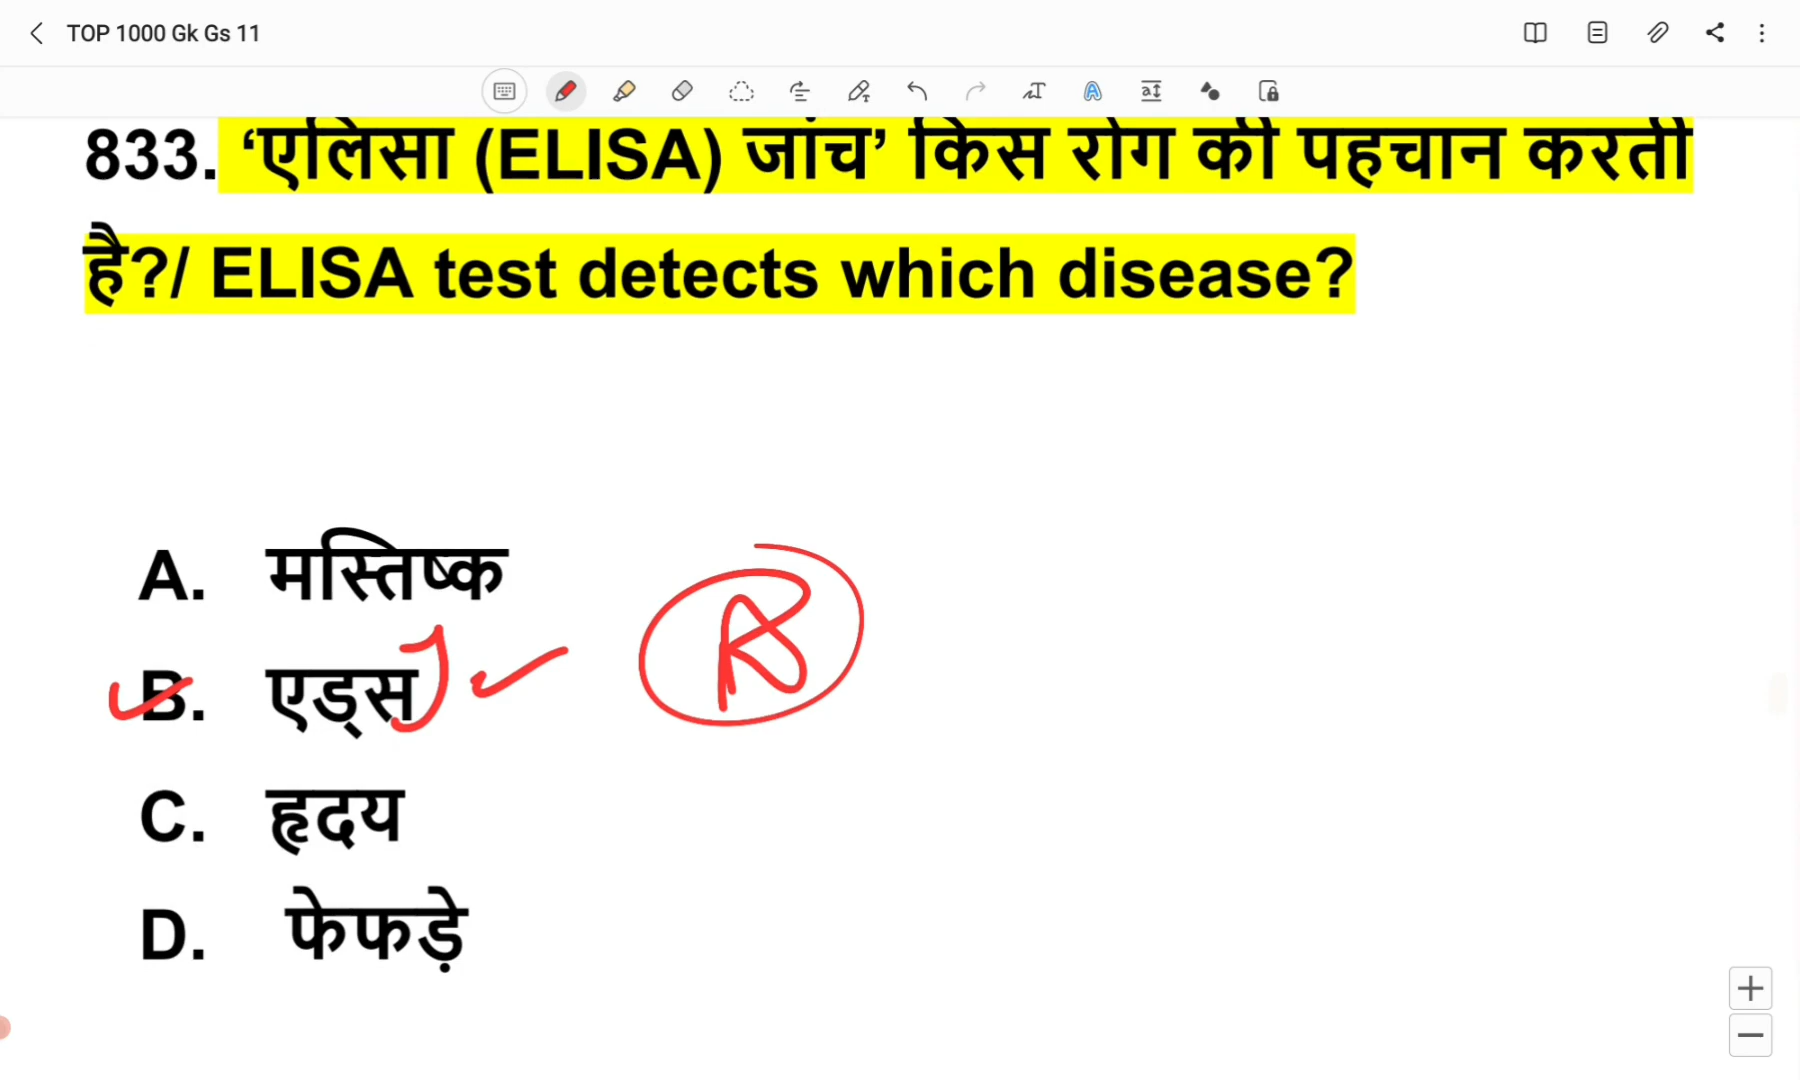 TOP 1000 Gk Gs 11
833. ‘एलिसा (ELISA) जांच’ किस रोग की पहचान करती
है?/ ELISA test detects which disease?
A. मस्तिष्क
B. एड्स
C. हृदय
D. फेफड़े